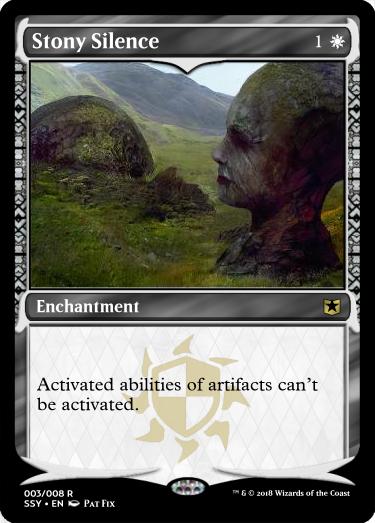 Stony Silence 1
Enchantment
Activated abilities of artifacts can't
be activated.
003/008 R
SSY • EN Pat Fix
™ & © 2018 Wizards of the Coast